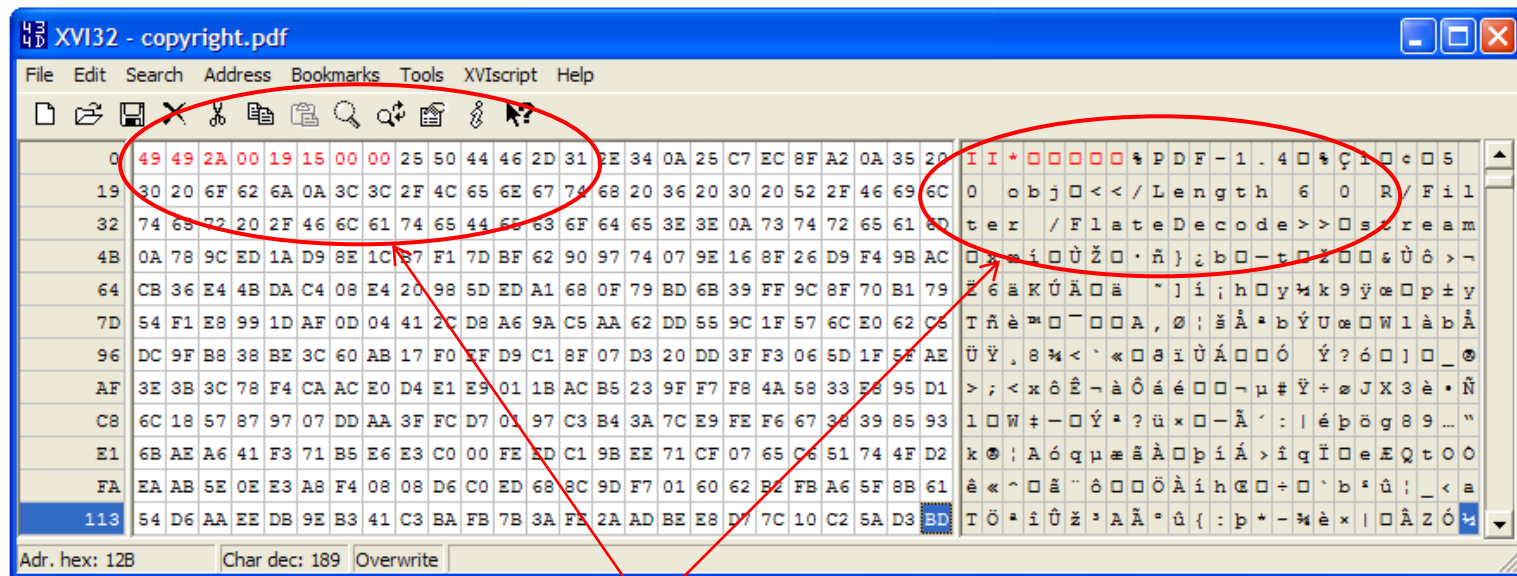 XVI32 - copyright.pdf
File Edit Search Address Bookmarks Tools XVIscript Help
0 49 49 2A 00 19 15 00 00 25 50 44 46 2D 31 2E 34 0A 25 C7 EC 8F A2 0A 35 20 I I * □ □ □ □ □ % P D F - 1 . 4 □ % Ç ì □ ¢ □ 5
19 30 20 6F 62 6A 0A 3C 3C 2F 4C 65 6E 67 74 68 20 36 20 30 20 52 2F 46 69 6C 0 o b j □ < < / L e n g t h 6 0 R / F i l
32 74 65 72 20 2F 46 6C 61 74 65 44 65 63 6F 64 65 3E 3E 0A 73 74 72 65 61 6D t e r / F l a t e D e c o d e > > □ s t r e a m
4B 0A 78 9C ED 1A D9 8E 1C B7 F1 7D BF 62 90 97 74 07 9E 16 8F 26 D9 F4 9B AC □ x œ í □ Ù Ž □ · ñ } ¿ b □ — t □ ž □ □ & Ù ô › ¬
64 CB 36 E4 4B DA C4 08 E4 20 98 5D ED A1 68 0F 79 BD 6B 39 FF 9C 8F 70 B1 79 Ë 6 ä K Ú Ä □ ä ˜ ] í ¡ h □ y ½ k 9 ÿ œ □ p ± y
7D 54 F1 E8 99 1D AF 0D 04 41 2C D8 A6 9A C5 AA 62 DD 55 9C 1F 57 6C E0 62 C5 T ñ è ™ □ ¯ □ □ A , Ø ¦ š Å ª b Ý U œ □ W l à b Å
96 DC 9F B8 38 BE 3C 60 AB 17 F0 EF D9 C1 8F 07 D3 20 DD 3F F3 06 5D 1F 5F AE Ü Ÿ ¸ 8 ¾ < ` « □ ð ï Ù Á □ □ Ó Ý ? ó □ ] □ _ ®
AF 3E 3B 3C 78 F4 CA AC E0 D4 E1 E9 01 1B AC B5 23 9F F7 F8 4A 58 33 E8 95 D1 > ; < x ô Ê ¬ à Ô á é □ □ ¬ µ # Ÿ ÷ ø J X 3 è • Ñ
C8 6C 18 57 87 97 07 DD AA 3F FC D7 01 97 C3 B4 3A 7C E9 FE F6 67 38 39 85 93 l □ W ‡ — □ Ý ª ? ü × □ — Ã ´ : | é þ ö g 8 9 … “
E1 6B AE A6 41 F3 71 B5 E6 E3 C0 00 FE ED C1 9B EE 71 CF 07 65 C6 51 74 4F D2 k ® ¦ A ó q µ æ ã À □ þ í Á › î q Ï □ e Æ Q t O Ò
FA EA AB 5E 0E E3 A8 F4 08 08 D6 C0 ED 68 8C 9D F7 01 60 62 B2 FB A6 5F 8B 61 ê « ^ □ ã ¨ ô □ □ Ö À í h Œ □ ÷ □ ` b ² û ¦ _ ‹ a
113 54 D6 AA EE DB 9E B3 41 C3 BA FB 7B 3A FE 2A AD BE E8 D7 7C 10 C2 5A D3 BD T Ö ª î Û ž ³ A Ã º û { : þ * - ¾ è × | □ Â Z Ó ½
Adr. hex: 12B Char dec: 189 Overwrite